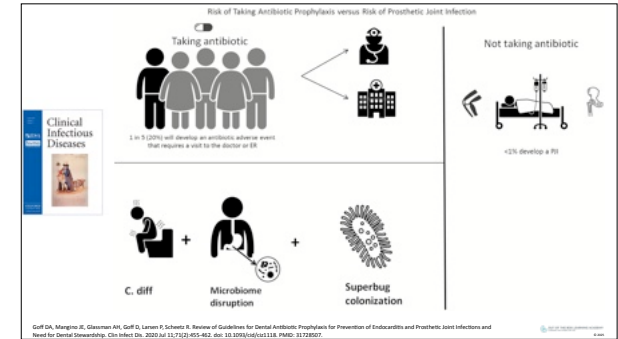 Risk of Taking Antibiotic Prophylaxis versus Risk of Prosthetic Joint Infection
Taking antibiotic
1 in 5 (20%) will develop an antibiotic adverse event
that requires a visit to the doctor or ER
Not taking antibiotic
<1% develop a PJI
Clinical
Infectious
Diseases
C. diff
+
Microbiome
disruption
+
Superbug
colonization
Goff DA, Mangino JE, Glassman AH, Goff D, Larsen P, Scheetz R. Review of Guidelines for Dental Antibiotic Prophylaxis for Prevention of Endocarditis and Prosthetic Joint Infections and
Need for Dental Stewardship. Clin Infect Dis. 2020 Jul 11;71(2):455-462. doi: 10.1093/cid/ciz1118. PMID: 31728507.